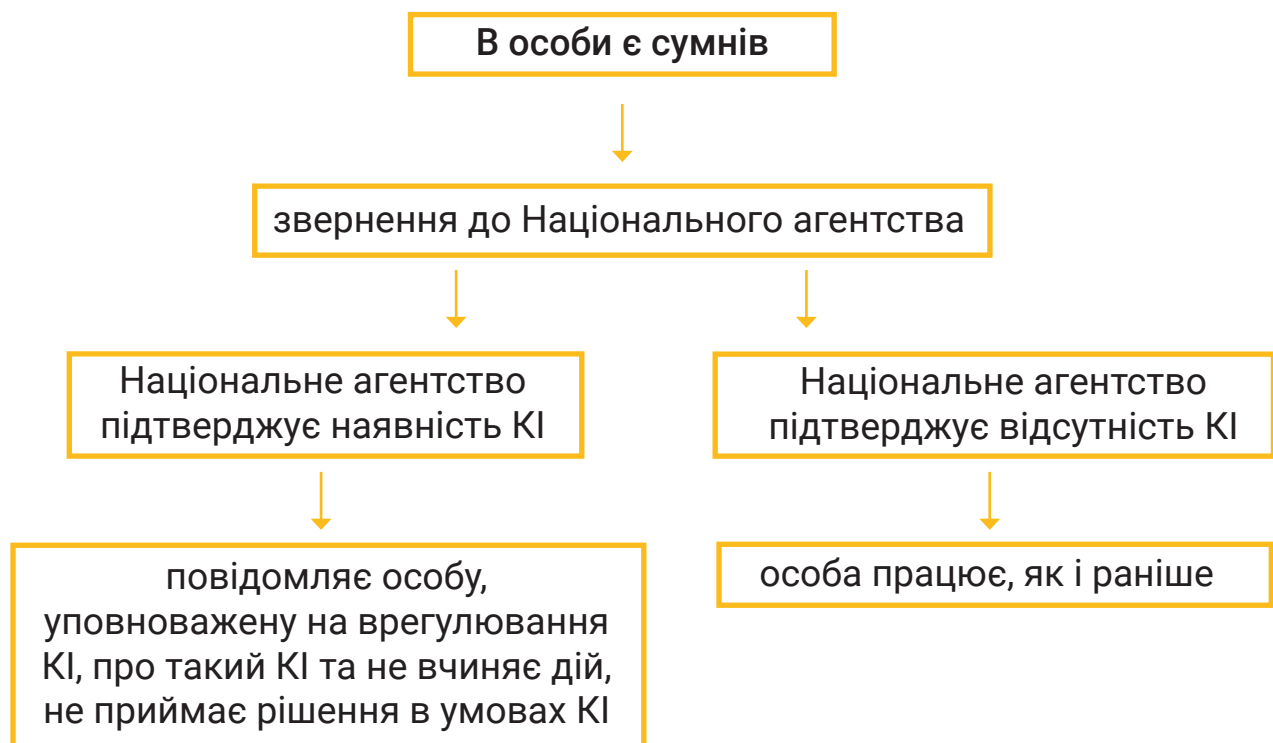 В особи є сумнів
звернення до Національного агентства
Національне агентство
підтверджує наявність КІ
Національне агентство
підтверджує відсутність КІ
повідомляє особу,
уповноважену на врегулювання
КІ, про такий КІ та не вчиняє дій,
не приймає рішення в умовах КІ
особа працює, як і раніше